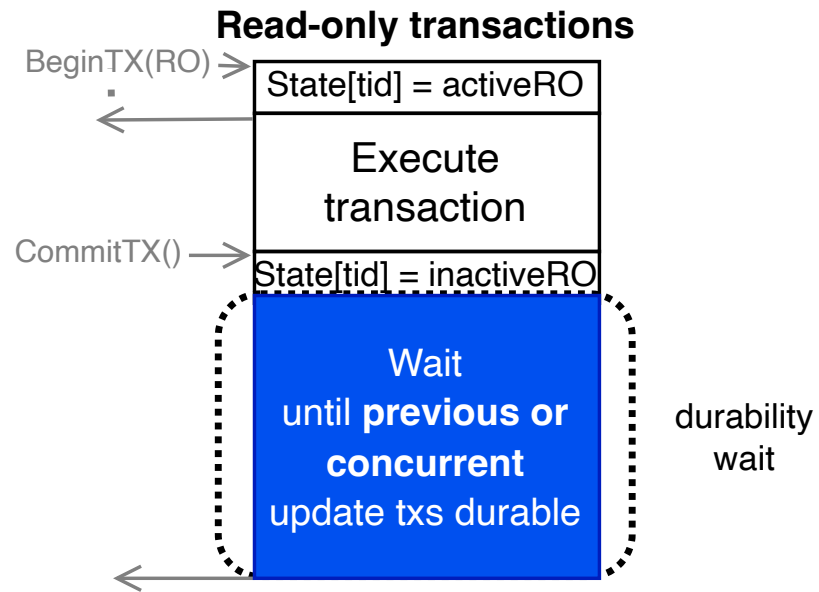 Read-only transactions
BeginTX(RO)
State[tid] = activeRO
Execute
transaction
CommitTX()
State[tid] = inactiveRO
Wait
until previous or
concurrent
update txs durable
durability
wait